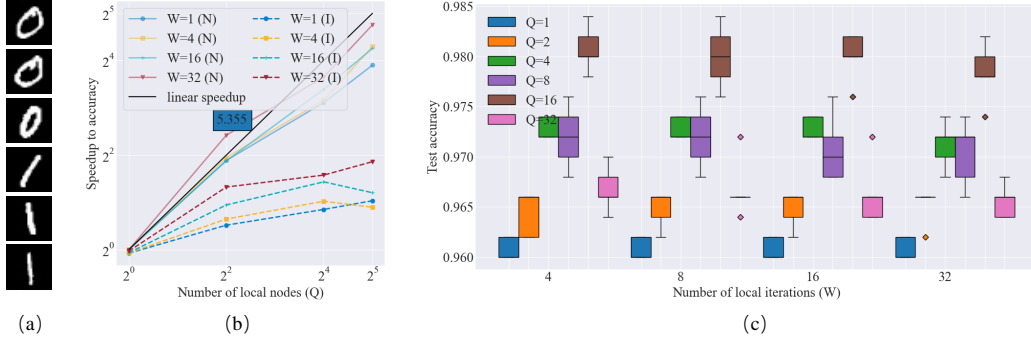 2^5
2^4
2^2
2^0
Speedup to accuracy
W=1 (N)
W=4 (N)
W=16 (N)
W=32 (N)
linear speedup
W=1 (I)
W=4 (I)
W=16 (I)
W=32 (I)
5.355
2^0 2^2 2^4 2^5
Number of local nodes (Q)
0.985
0.980
0.975
0.970
0.965
0.960
Test accuracy
Q=1
Q=2
Q=4
Q=8
Q=16
Q=32
4 8 16 32
Number of local iterations (W)
(a) (b) (c)